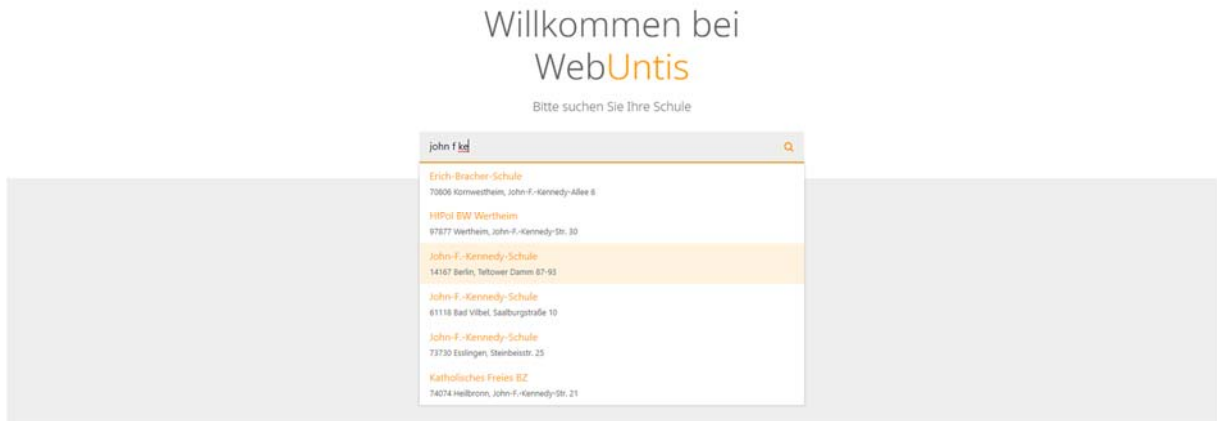 Willkommen bei
WebUntis
Bitte suchen Sie Ihre Schule
john f ke
Erich-Bracher-Schule
70806 Kornwestheim, John-F.-Kennedy-Allee 6
HfPol BW Wertheim
97877 Wertheim, John-F.-Kennedy-Str. 30
John-F.-Kennedy-Schule
14167 Berlin, Teltower Damm 87-93
John-F.-Kennedy-Schule
61118 Bad Vilbel, Saalburgstraße 10
John-F.-Kennedy-Schule
73730 Esslingen, Steinbeisstr. 25
Katholisches Freies BZ
74074 Heilbronn, John-F.-Kennedy-Str. 21